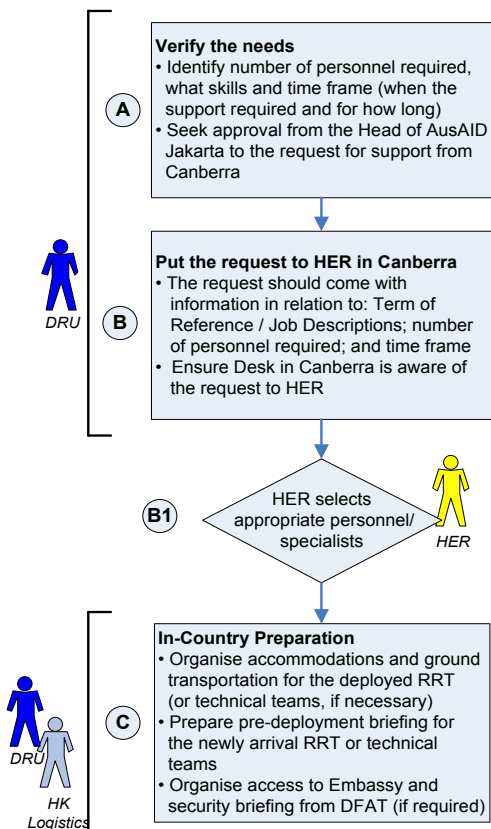 Verify the needs
• Identify number of personnel required,
what skills and time frame (when the
support required and for how long)
• Seek approval from the Head of AusAID
Jakarta to the request for support from
Canberra
A
DRU
Put the request to HER in Canberra
• The request should come with
information in relation to: Term of
Reference / Job Descriptions; number
of personnel required; and time frame
• Ensure Desk in Canberra is aware of
the request to HER
B
B1
HER selects
appropriate personnel/
specialists
HER
In-Country Preparation
• Organise accommodations and ground
transportation for the deployed RRT
(or technical teams, if necessary)
• Prepare pre-deployment briefing for
the newly arrival RRT or technical
teams
• Organise access to Embassy and
security briefing from DFAT (if required)
C
DRU
HK
Logistics